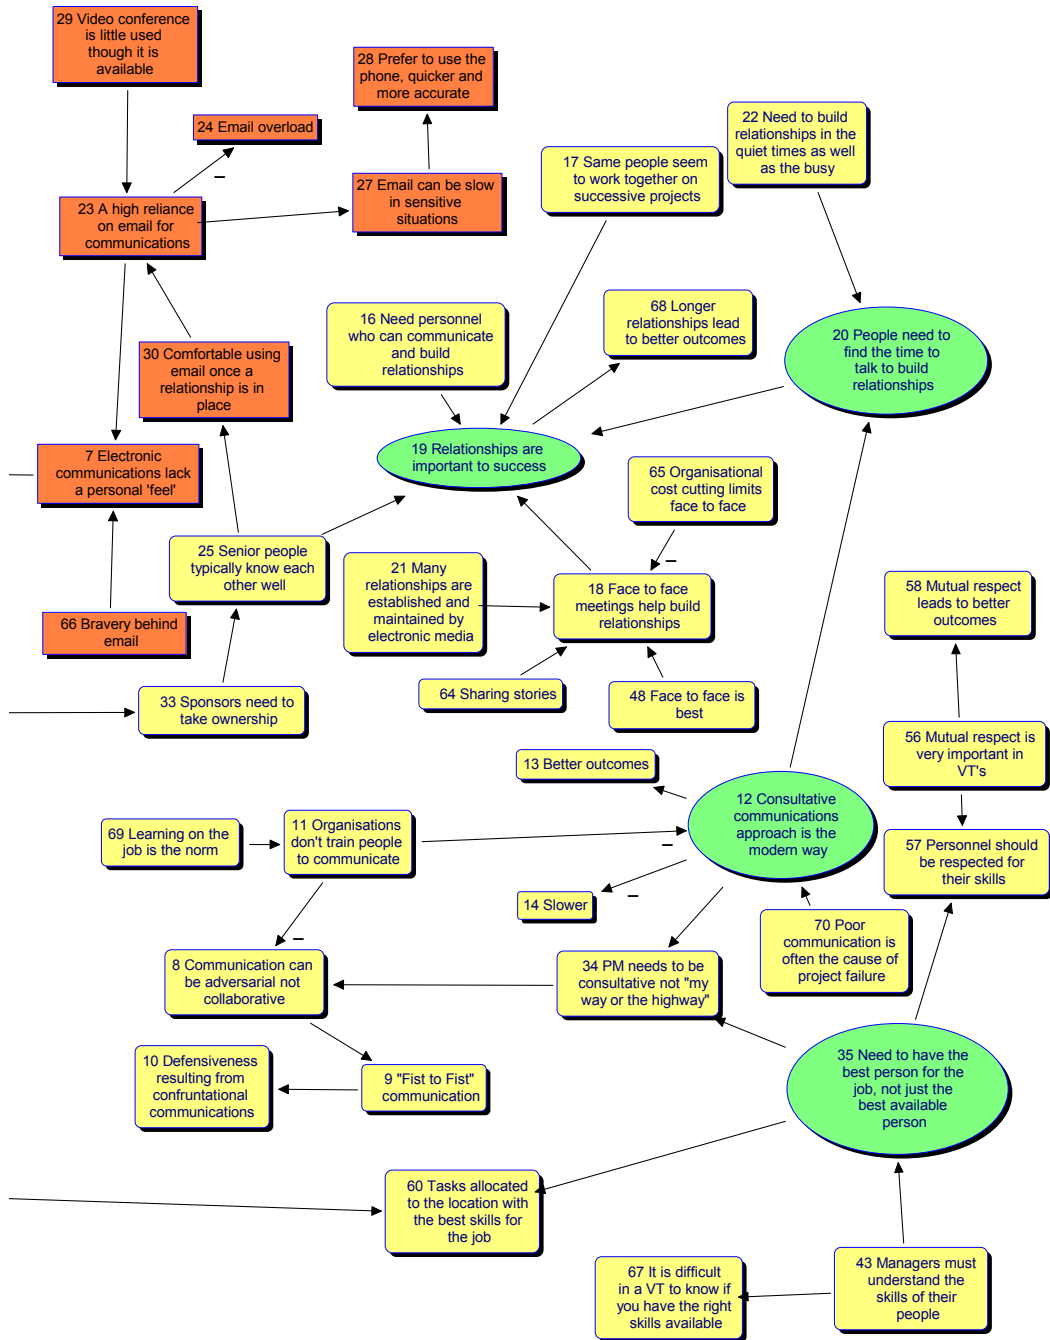 29 Video conference
is little used
though it is
available
28 Prefer to use the
phone, quicker and
more accurate
24 Email overload
–
22 Need to build
relationships in the
quiet times as well
as the busy
17 Same people seem
to work together on
successive projects
27 Email can be slow
in sensitive
situations
23 A high reliance
on email for
communications
16 Need personnel
who can communicate
and build
relationships
68 Longer
relationships lead
to better outcomes
20 People need to
find the time to
talk to build
relationships
30 Comfortable using
email once a
relationship is in
place
19 Relationships are
important to success
7 Electronic
communications lack
a personal 'feel'
65 Organisational
cost cutting limits
face to face
–
25 Senior people
typically know each
other well
21 Many
relationships are
established and
maintained by
electronic media
18 Face to face
meetings help build
relationships
58 Mutual respect
leads to better
outcomes
66 Bravery behind
email
64 Sharing stories
48 Face to face is
best
33 Sponsors need to
take ownership
56 Mutual respect is
very important in
VT's
13 Better outcomes
12 Consultative
communications
approach is the
modern way
69 Learning on the
job is the norm
11 Organisations
don't train people
to communicate
–
57 Personnel should
be respected for
their skills
14 Slower
–
70 Poor
communication is
often the cause of
project failure
–
8 Communication can
be adversarial not
collaborative
34 PM needs to be
consultative not "my
way or the highway"
10 Defensiveness
resulting from
confruntational
communications
9 "Fist to Fist"
communication
35 Need to have the
best person for the
job, not just the
best available
person
60 Tasks allocated
to the location with
the best skills for
the job
67 It is difficult
in a VT to know if
you have the right
skills available
43 Managers must
understand the
skills of their
people